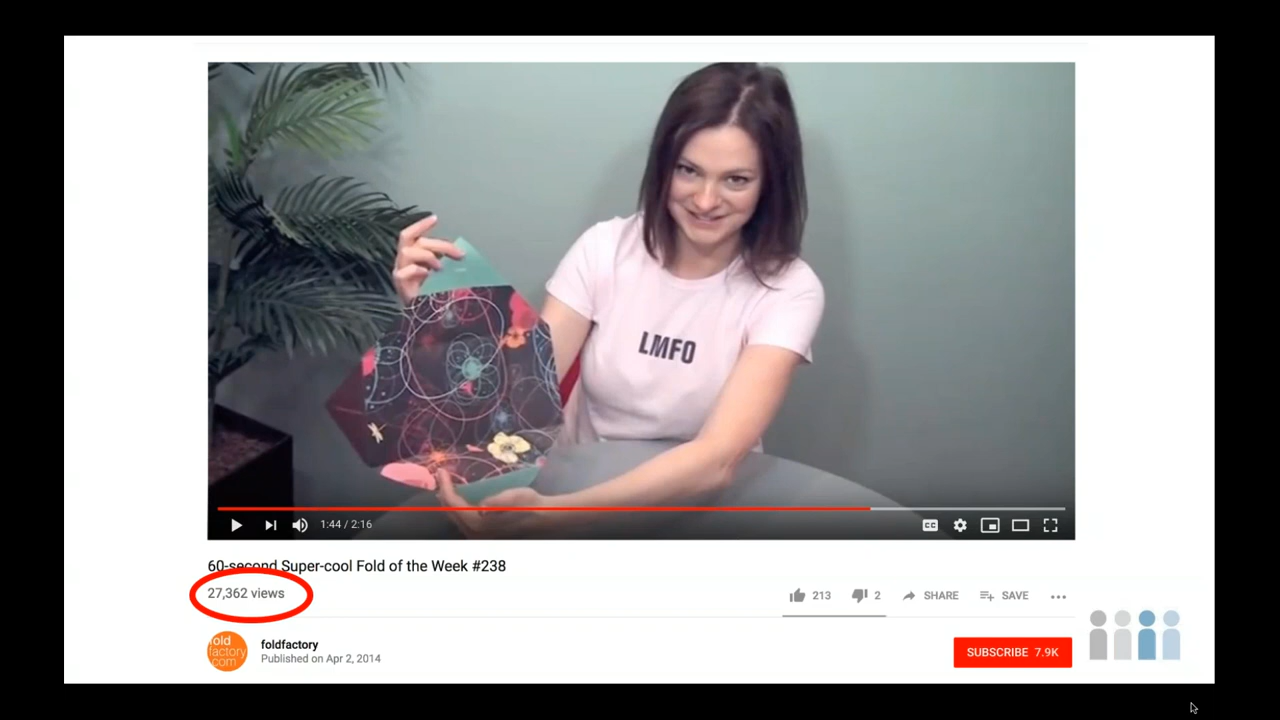 LMFO
1:44 / 2:16
CC
60-second Super-cool Fold of the Week #238
27,362 views
213
2
SHARE
SAVE
fold
factory
.com
foldfactory
Published on Apr 2, 2014
SUBSCRIBE 7.9K